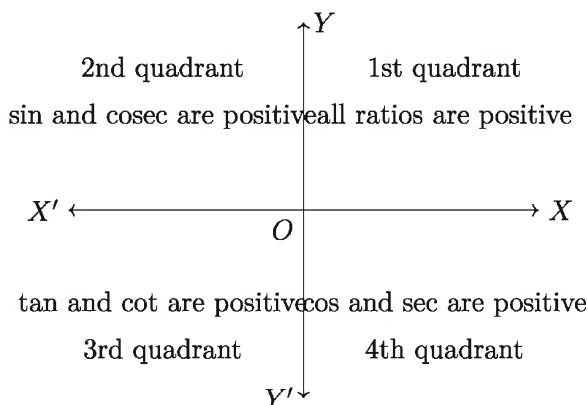 Y
2nd quadrant
1st quadrant
sin and cosec are positive
all ratios are positive
X′
X
O
tan and cot are positive
cos and sec are positive
3rd quadrant
4th quadrant
Y′